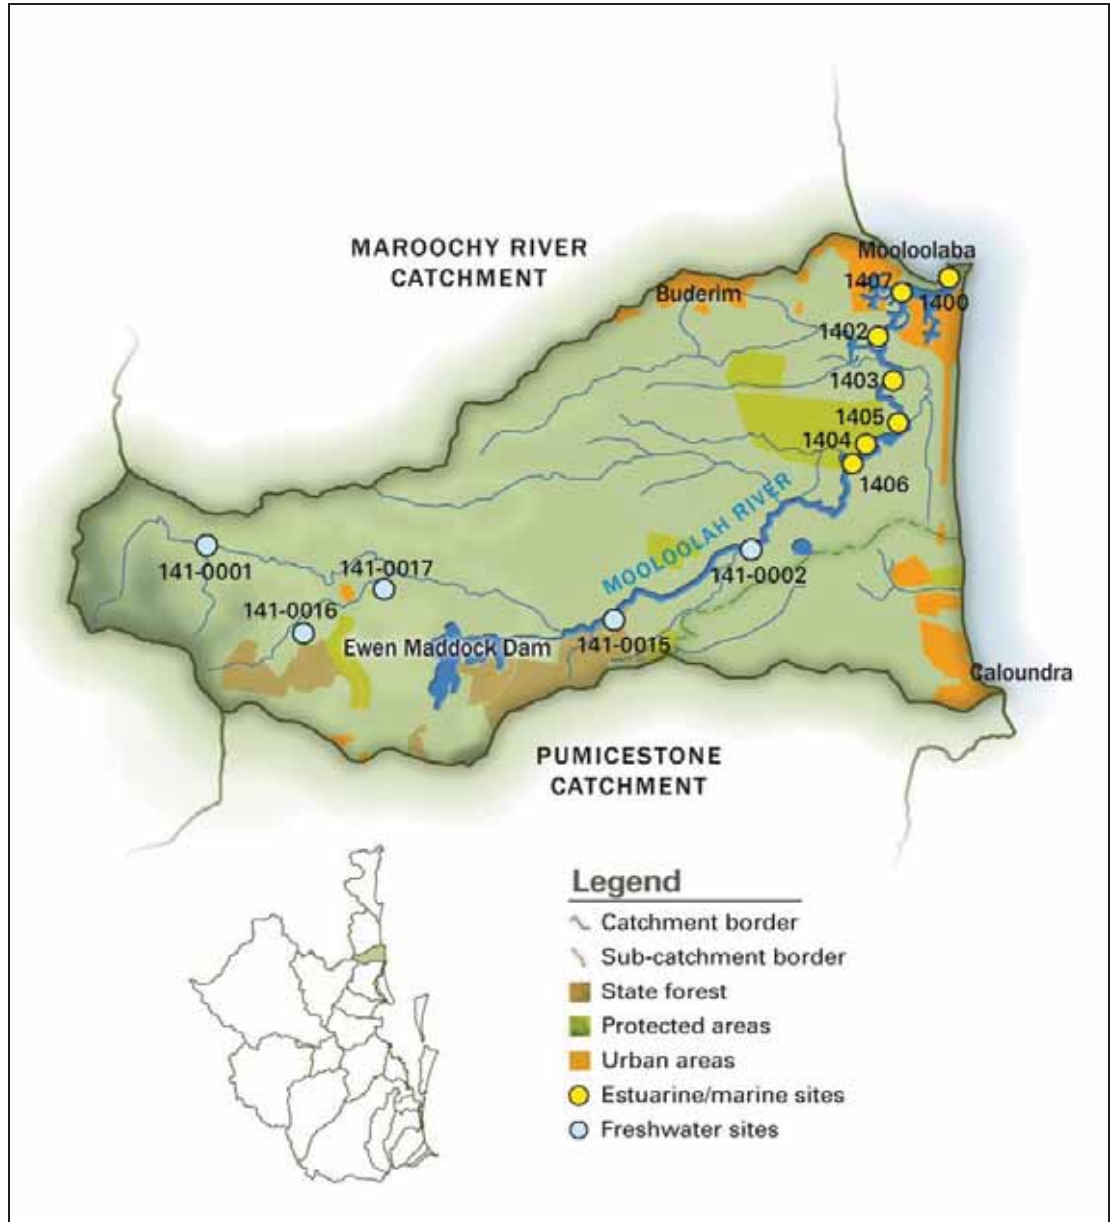 MAROOCHY RIVER
CATCHMENT
Mooloolaba
Buderim
1407
1400
1402
1403
1405
1404
1406
MOOLOOLAH RIVER
141-0001
141-0017
141-0002
141-0016
Ewen Maddock Dam
141-0015
Caloundra
PUMICESTONE
CATCHMENT
Legend
Catchment border
Sub-catchment border
State forest
Protected areas
Urban areas
Estuarine/marine sites
Freshwater sites